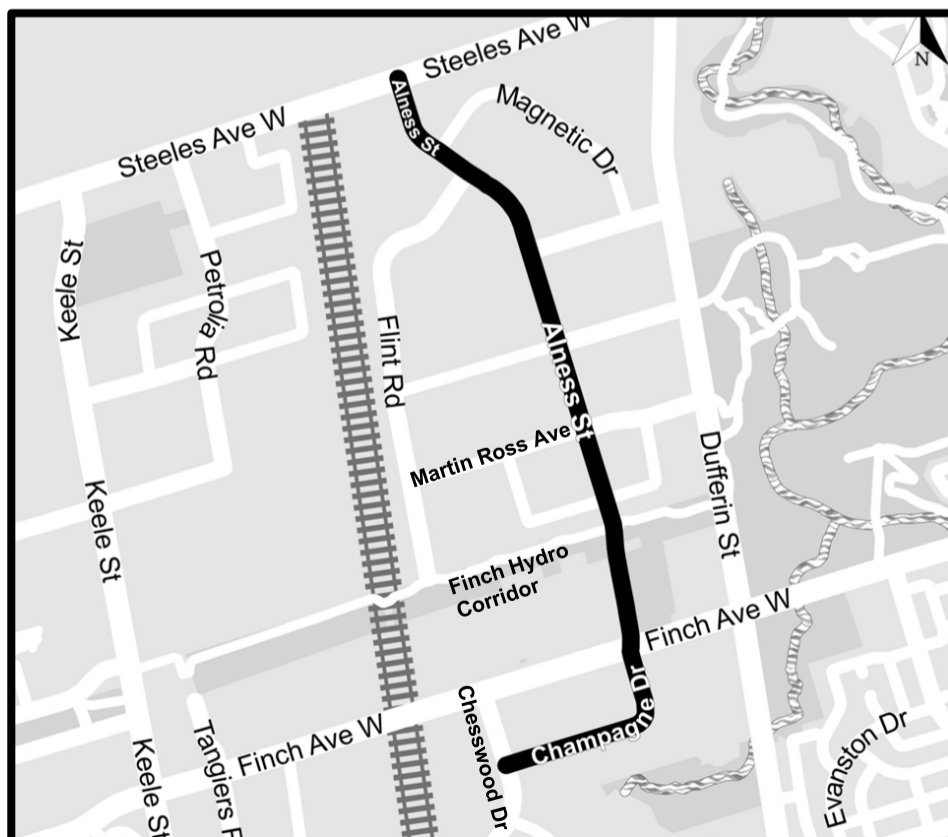 Steeles Ave W
N
Steeles Ave W
Alness St
Magnetic Dr
Keele St
Petrolia Rd
Flint Rd
Alness St
Martin Ross Ave
Dufferin St
Keele St
Finch Hydro
Corridor
Finch Ave W
Champagne Dr
Chesswood Dr
Finch Ave W
Tangiers
Keele St
Evanston Dr